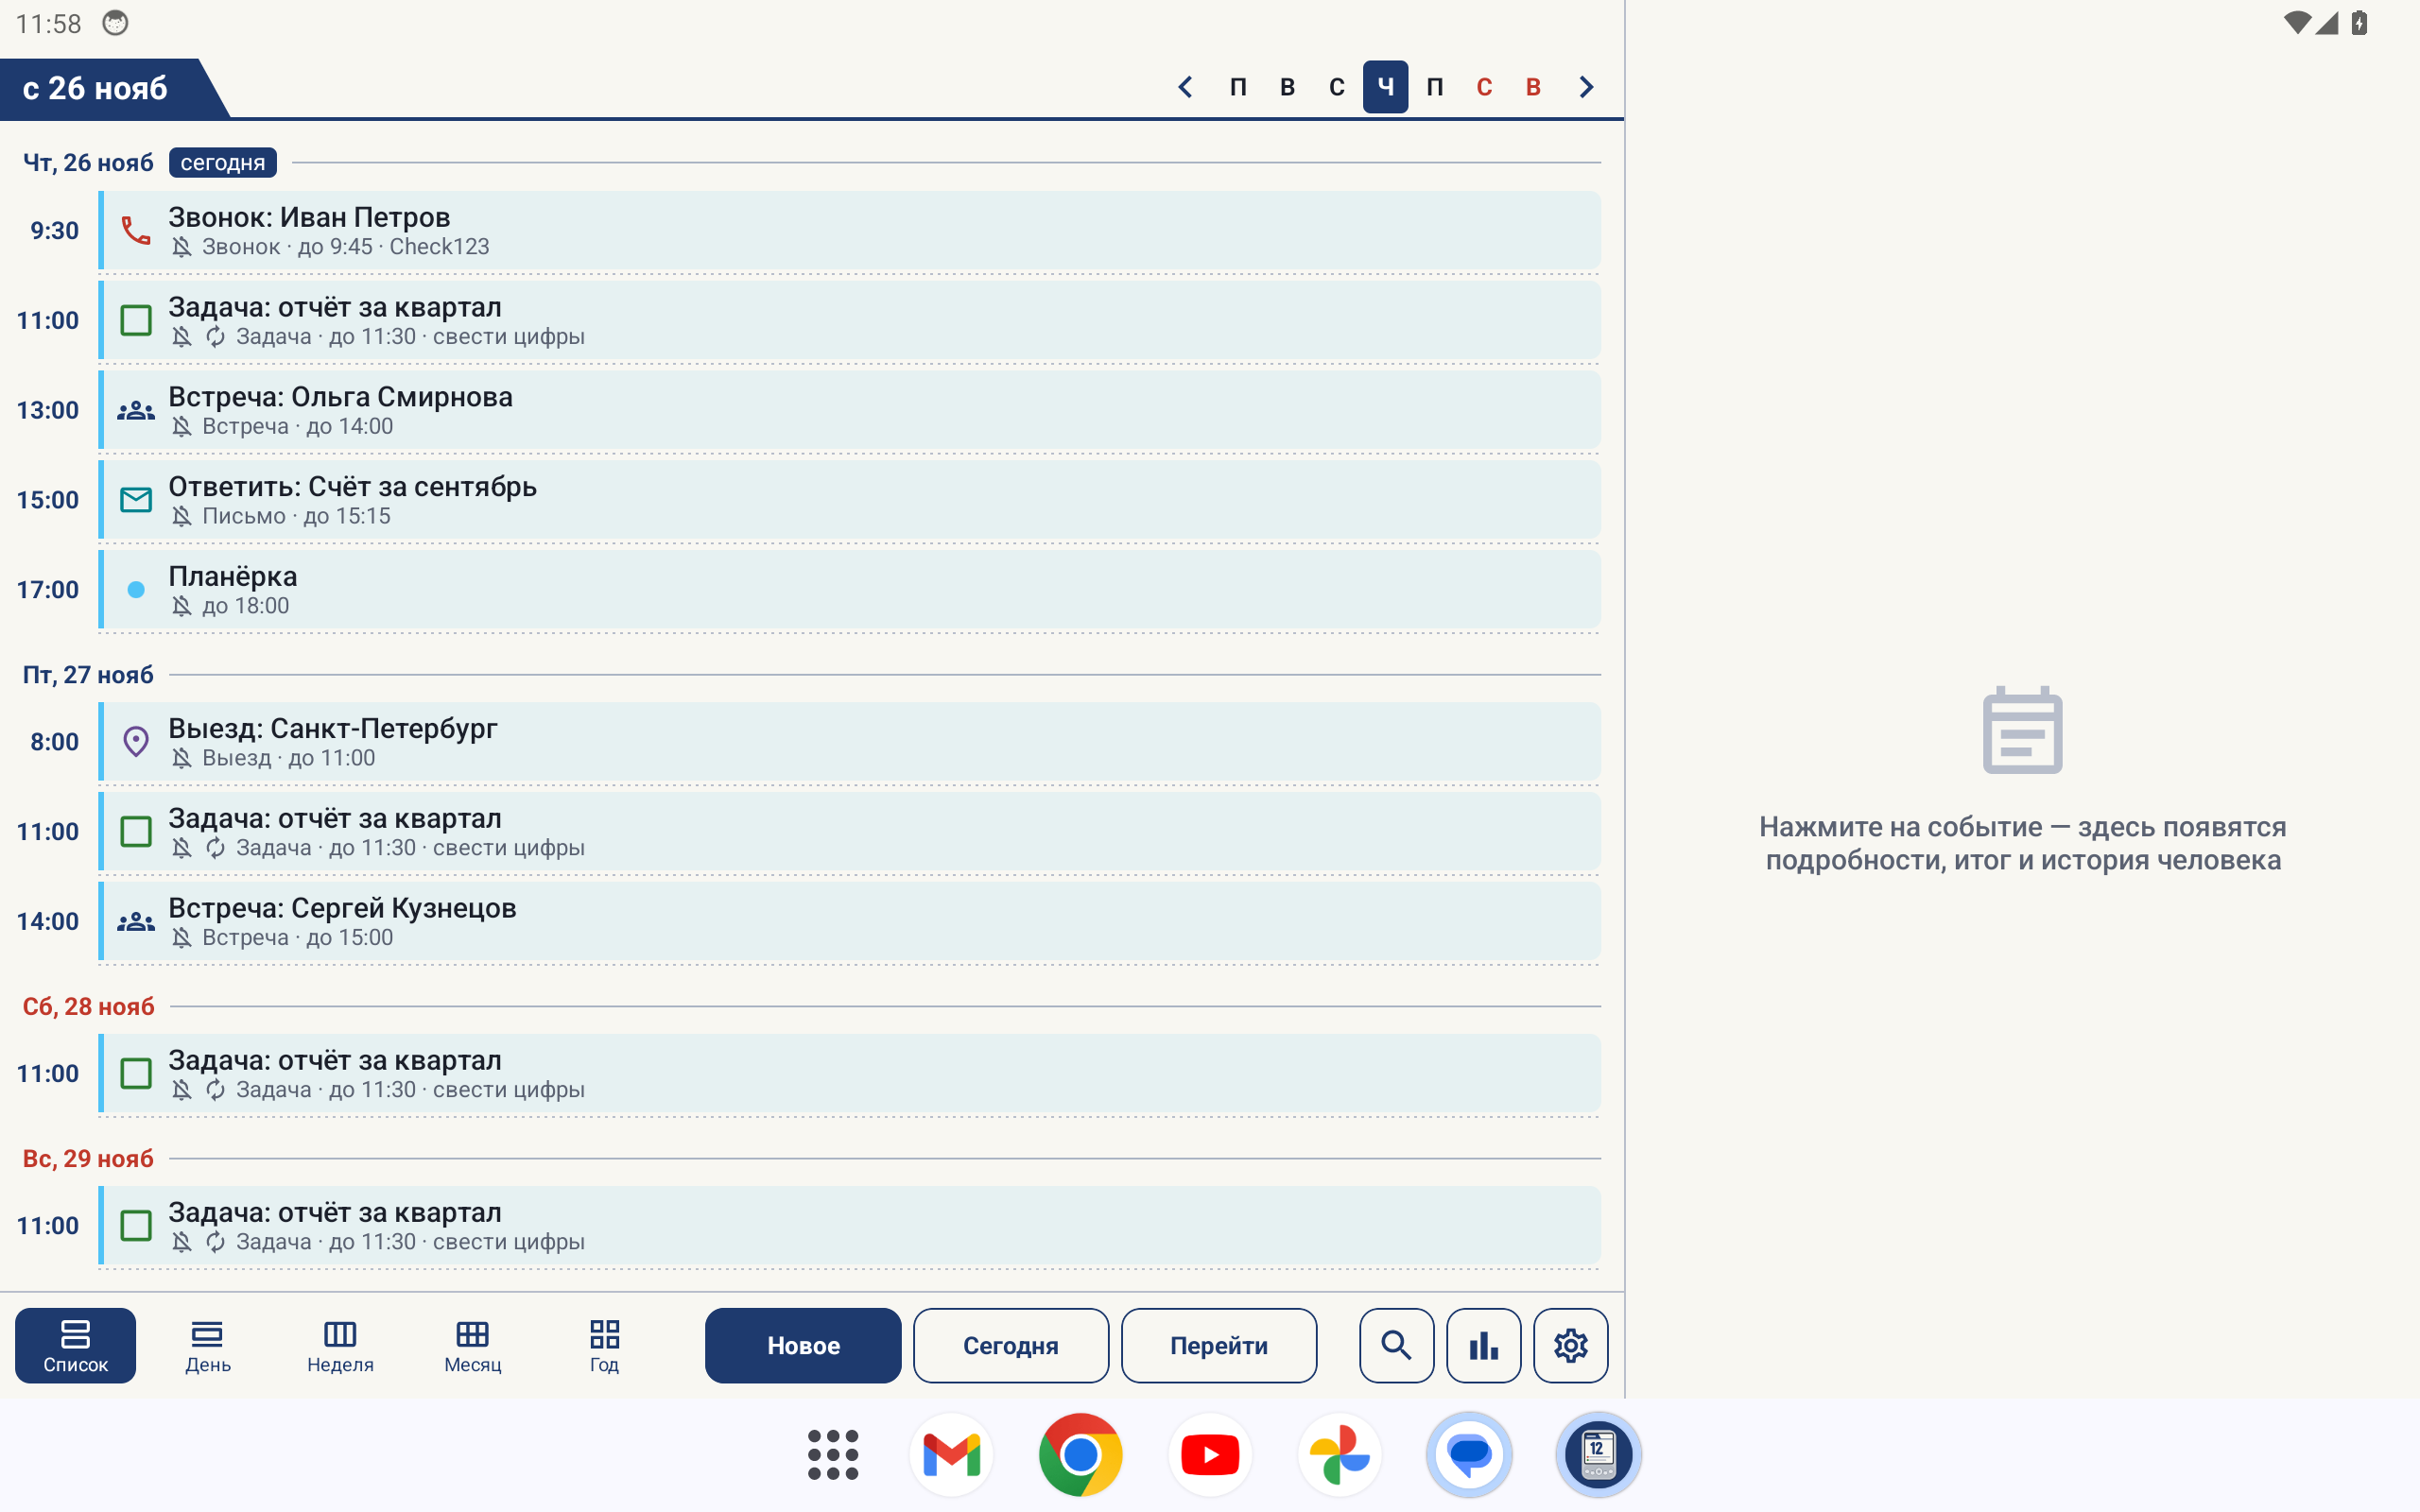 11:58
с 26 нояб
П В С Ч П С В
Чт, 26 нояб сегодня
9:30 Звонок: Иван Петров
Звонок · до 9:45 · Check123
11:00 Задача: отчёт за квартал
Задача · до 11:30 · свести цифры
13:00 Встреча: Ольга Смирнова
Встреча · до 14:00
15:00 Ответить: Счёт за сентябрь
Письмо · до 15:15
17:00 Планёрка
до 18:00
Пт, 27 нояб
8:00 Выезд: Санкт-Петербург
Выезд · до 11:00
11:00 Задача: отчёт за квартал
Задача · до 11:30 · свести цифры
14:00 Встреча: Сергей Кузнецов
Встреча · до 15:00
Сб, 28 нояб
11:00 Задача: отчёт за квартал
Задача · до 11:30 · свести цифры
Вс, 29 нояб
11:00 Задача: отчёт за квартал
Задача · до 11:30 · свести цифры
Нажмите на событие — здесь появятся
подробности, итог и история человека
Список День Неделя Месяц Год Новое Сегодня Перейти
12